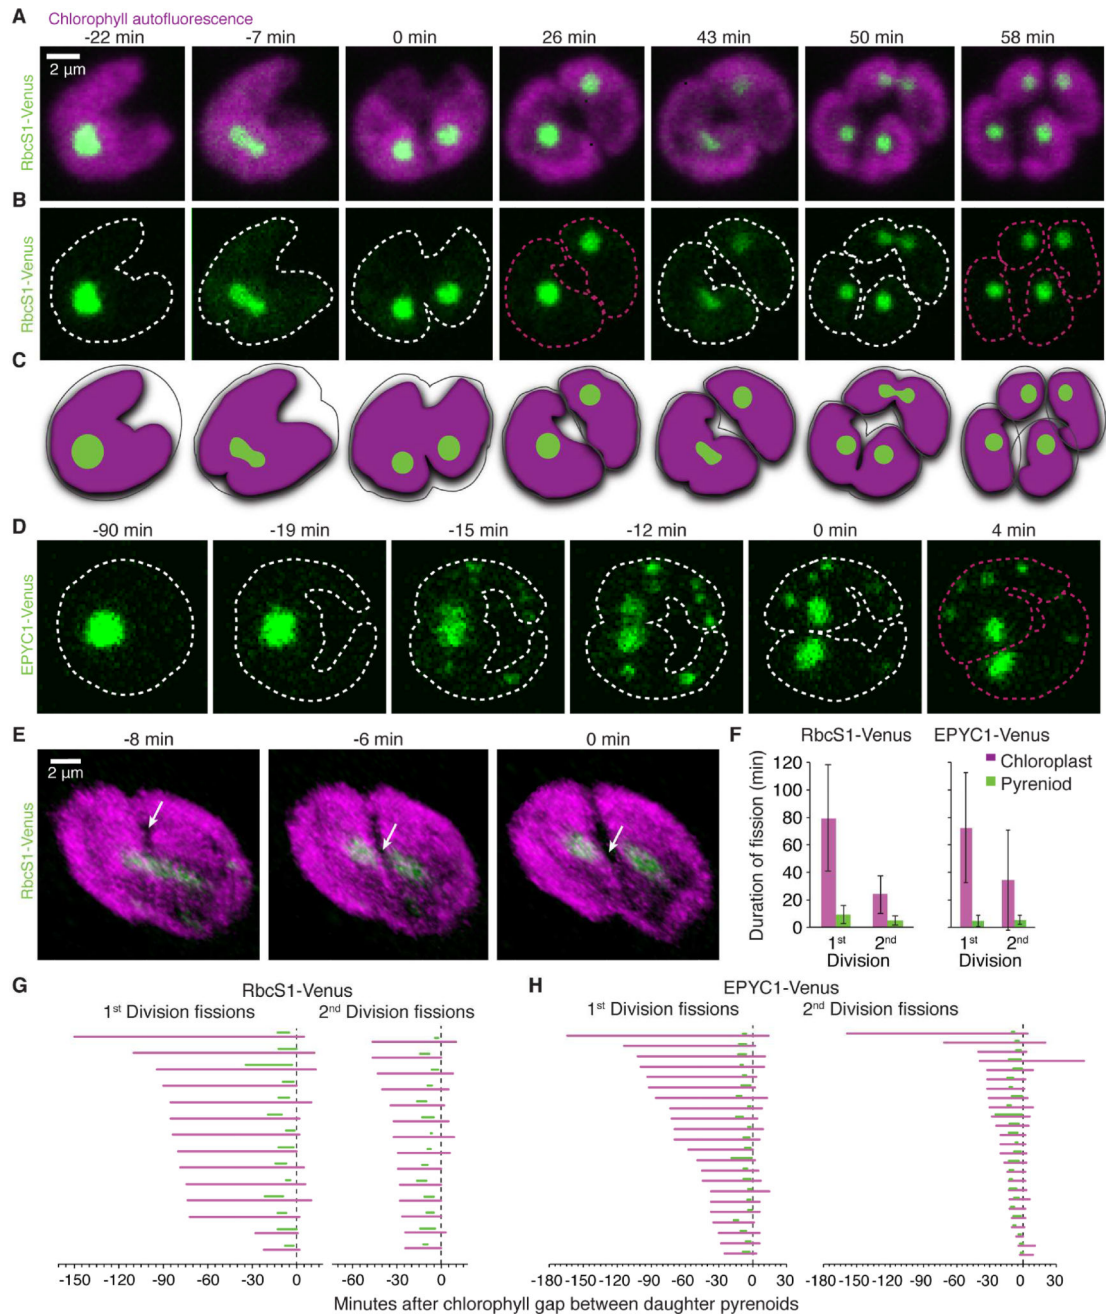 A
Chlorophyll autofluorescence
-22 min -7 min 0 min 26 min 43 min 50 min 58 min
2 µm
RbcS1-Venus
B
RbcS1-Venus
C
D
-90 min -19 min -15 min -12 min 0 min 4 min
EPYC1-Venus
E
-8 min -6 min 0 min
2 µm
RbcS1-Venus
F
RbcS1-Venus EPYC1-Venus
Chloroplast
Pyreniod
Duration of fission (min)
120
100
80
60
40
20
0
1st 2nd 1st 2nd
Division Division
G
RbcS1-Venus
1st Division fissions 2nd Division fissions
-150 -120 -90 -60 -30 0 -60 -30 0
H
EPYC1-Venus
1st Division fissions 2nd Division fissions
-180 -150 -120 -90 -60 -30 0 30 -180 -150 -120 -90 -60 -30 0 30
Minutes after chlorophyll gap between daughter pyrenoids